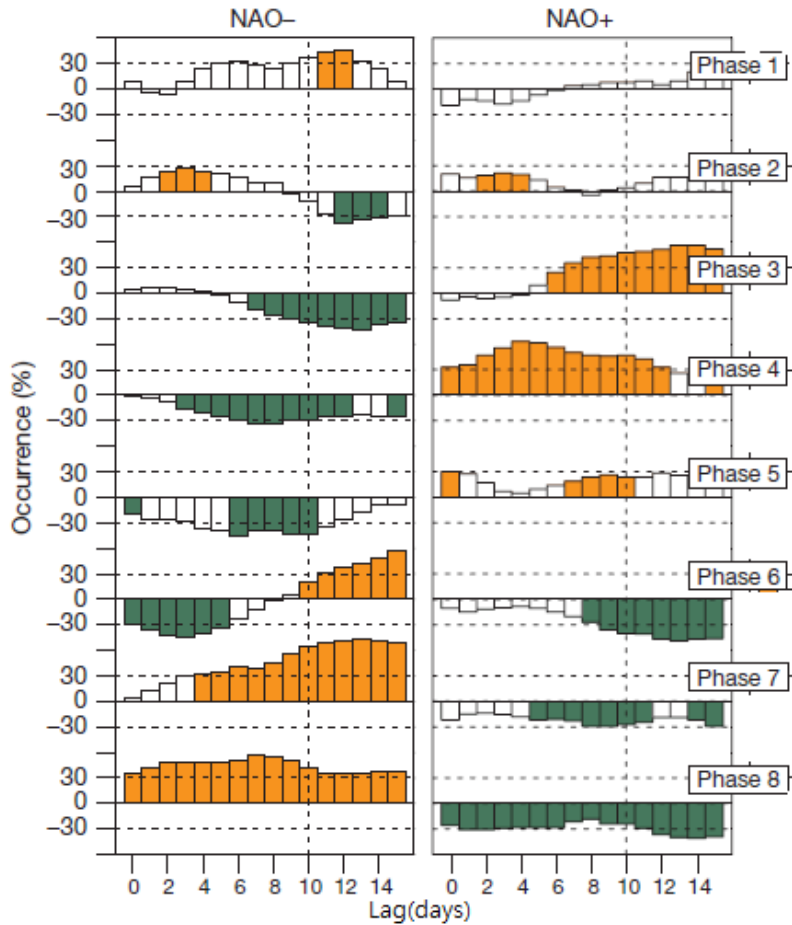 NAO− NAO+
Occurrence (%)
30
0
−30
Phase 1
30
0
−30
Phase 2
30
0
−30
Phase 3
30
0
−30
Phase 4
30
0
−30
Phase 5
30
0
−30
Phase 6
30
0
−30
Phase 7
30
0
−30
Phase 8
0 2 4 6 8 10 12 14 0 2 4 6 8 10 12 14
Lag(days)